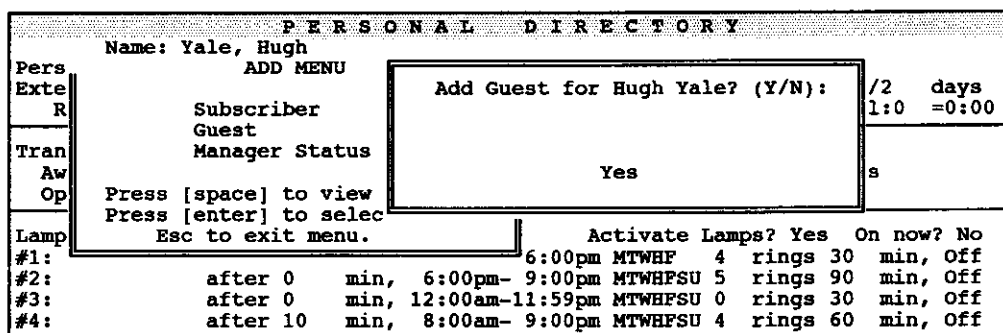 P E R S O N A L   D I R E C T O R Y
Name: Yale, Hugh
Pers ADD MENU
Exte Add Guest for Hugh Yale? (Y/N): /2 days
R Subscriber 1:0 =0:00
Guest
Tran Manager Status
Aw Yes s
Op Press [space] to view
Press [enter] to selec
Lamp Esc to exit menu. Activate Lamps? Yes On now? No
#1: 6:00pm MTWHF 4 rings 30 min, Off
#2: after 0 min, 6:00pm- 9:00pm MTWHFSU 5 rings 90 min, Off
#3: after 0 min, 12:00am-11:59pm MTWHFSU 0 rings 30 min, Off
#4: after 10 min, 8:00am- 9:00pm MTWHFSU 4 rings 60 min, Off